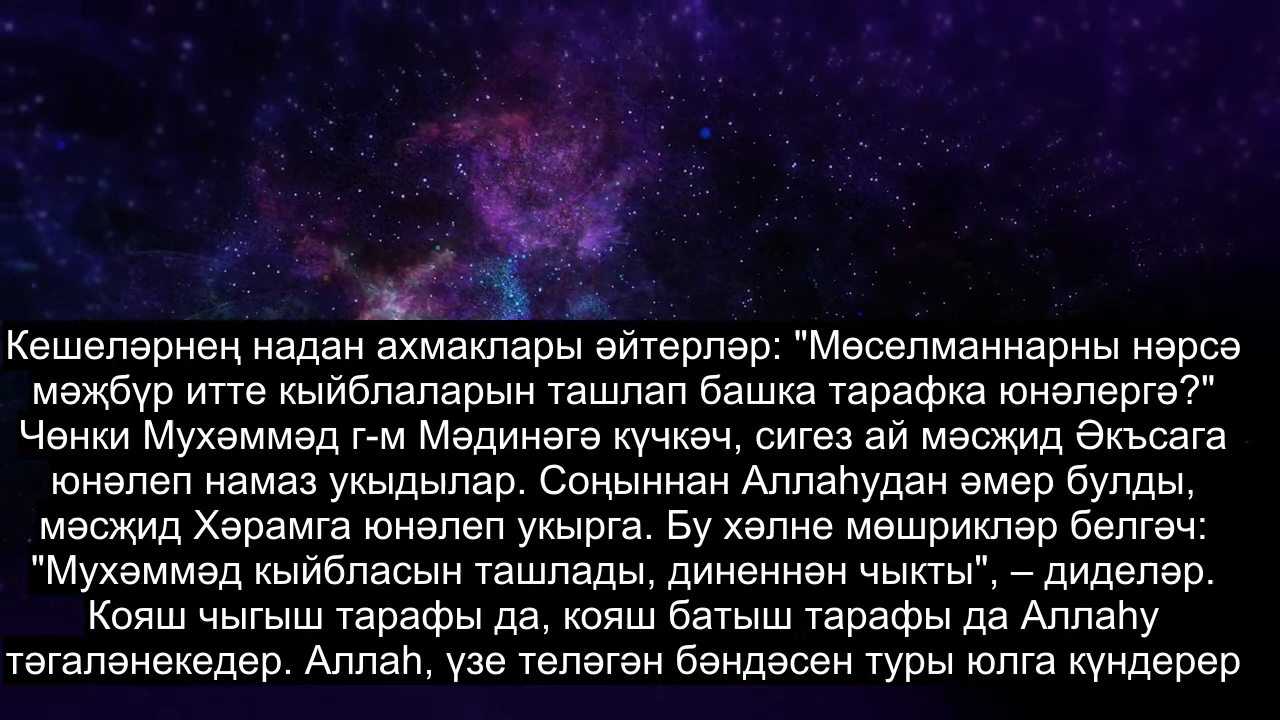 Кешеләрнең надан ахмаклары әйтерләр: "Мөселманнарны нәрсә
мәҗбүр итте кыйблаларын ташлап башка тарафка юнәлергә?"
Чөнки Мухәммәд г-м Мәдинәгә күчкәч, сигез ай мәсҗид Әкъсага
юнәлеп намаз укыдылар. Соңыннан Аллаһудан әмер булды,
мәсҗид Хәрамга юнәлеп укырга. Бу хәлне мөшрикләр белгәч:
"Мухәммәд кыйбласын ташлады, диненнән чыкты", – диделәр.
Кояш чыгыш тарафы да, кояш батыш тарафы да Аллаһу
тәгаләнекедер. Аллаһ, үзе теләгән бәндәсен туры юлга күндерер